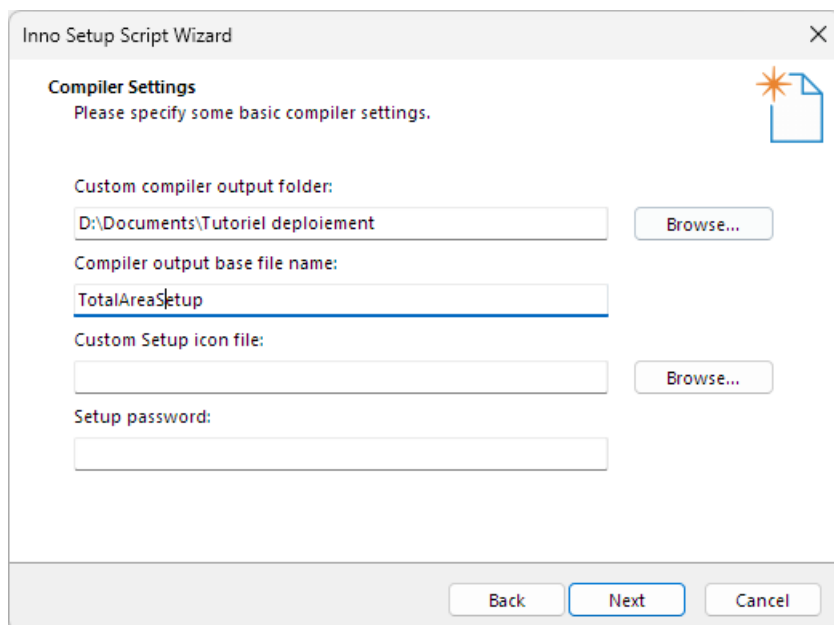 Inno Setup Script Wizard
Compiler Settings
Please specify some basic compiler settings.
Custom compiler output folder:
D:\Documents\Tutoriel deploiement
Browse...
Compiler output base file name:
TotalAreaSetup
Custom Setup icon file:
Browse...
Setup password:
Back Next Cancel